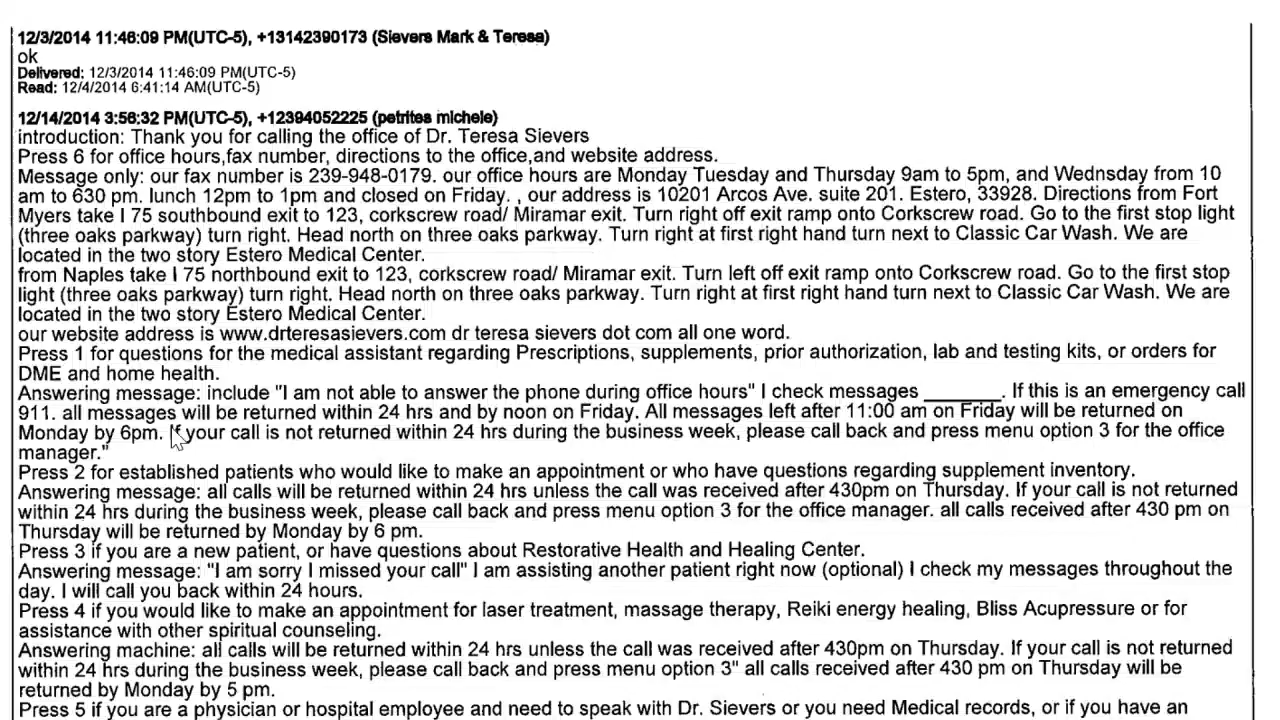 12/3/2014 11:46:09 PM(UTC-5), +13142390173 (Sievers Mark & Teresa)
ok
Delivered: 12/3/2014 11:46:09 PM(UTC-5)
Read: 12/4/2014 6:41:14 AM(UTC-5)
12/14/2014 3:56:32 PM(UTC-5), +12394052225 (petrites michele)
introduction: Thank you for calling the office of Dr. Teresa Sievers
Press 6 for office hours,fax number, directions to the office,and website address.
Message only: our fax number is 239-948-0179. our office hours are Monday Tuesday and Thursday 9am to 5pm, and Wednsday from 10
am to 630 pm. lunch 12pm to 1pm and closed on Friday. , our address is 10201 Arcos Ave. suite 201. Estero, 33928. Directions from Fort
Myers take I 75 southbound exit to 123, corkscrew road/ Miramar exit. Turn right off exit ramp onto Corkscrew road. Go to the first stop light
(three oaks parkway) turn right. Head north on three oaks parkway. Turn right at first right hand turn next to Classic Car Wash. We are
located in the two story Estero Medical Center.
from Naples take I 75 northbound exit to 123, corkscrew road/ Miramar exit. Turn left off exit ramp onto Corkscrew road. Go to the first stop
light (three oaks parkway) turn right. Head north on three oaks parkway. Turn right at first right hand turn next to Classic Car Wash. We are
located in the two story Estero Medical Center.
our website address is www.drteresasievers.com dr teresa sievers dot com all one word.
Press 1 for questions for the medical assistant regarding Prescriptions, supplements, prior authorization, lab and testing kits, or orders for
DME and home health.
Answering message: include "I am not able to answer the phone during office hours" I check messages ________. If this is an emergency call
911. all messages will be returned within 24 hrs and by noon on Friday. All messages left after 11:00 am on Friday will be returned on
Monday by 6pm. If your call is not returned within 24 hrs during the business week, please call back and press menu option 3 for the office
manager."
Press 2 for established patients who would like to make an appointment or who have questions regarding supplement inventory.
Answering message: all calls will be returned within 24 hrs unless the call was received after 430pm on Thursday. If your call is not returned
within 24 hrs during the business week, please call back and press menu option 3 for the office manager. all calls received after 430 pm on
Thursday will be returned by Monday by 6 pm.
Press 3 if you are a new patient, or have questions about Restorative Health and Healing Center.
Answering message: "I am sorry I missed your call" I am assisting another patient right now (optional) I check my messages throughout the
day. I will call you back within 24 hours.
Press 4 if you would like to make an appointment for laser treatment, massage therapy, Reiki energy healing, Bliss Acupressure or for
assistance with other spiritual counseling.
Answering machine: all calls will be returned within 24 hrs unless the call was received after 430pm on Thursday. If your call is not returned
within 24 hrs during the business week, please call back and press menu option 3" all calls received after 430 pm on Thursday will be
returned by Monday by 5 pm.
Press 5 if you are a physician or hospital employee and need to speak with Dr. Sievers or you need Medical records, or if you have an